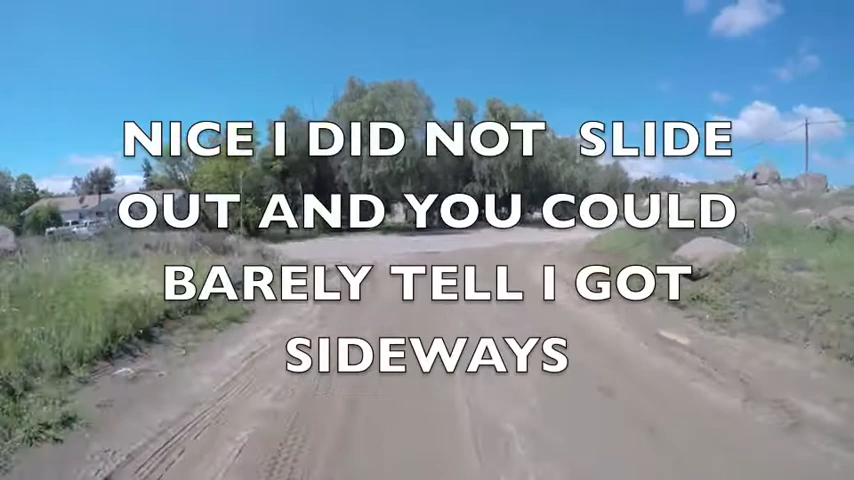 NICE I DID NOT SLIDE
OUT AND YOU COULD
BARELY TELL I GOT
SIDEWAYS